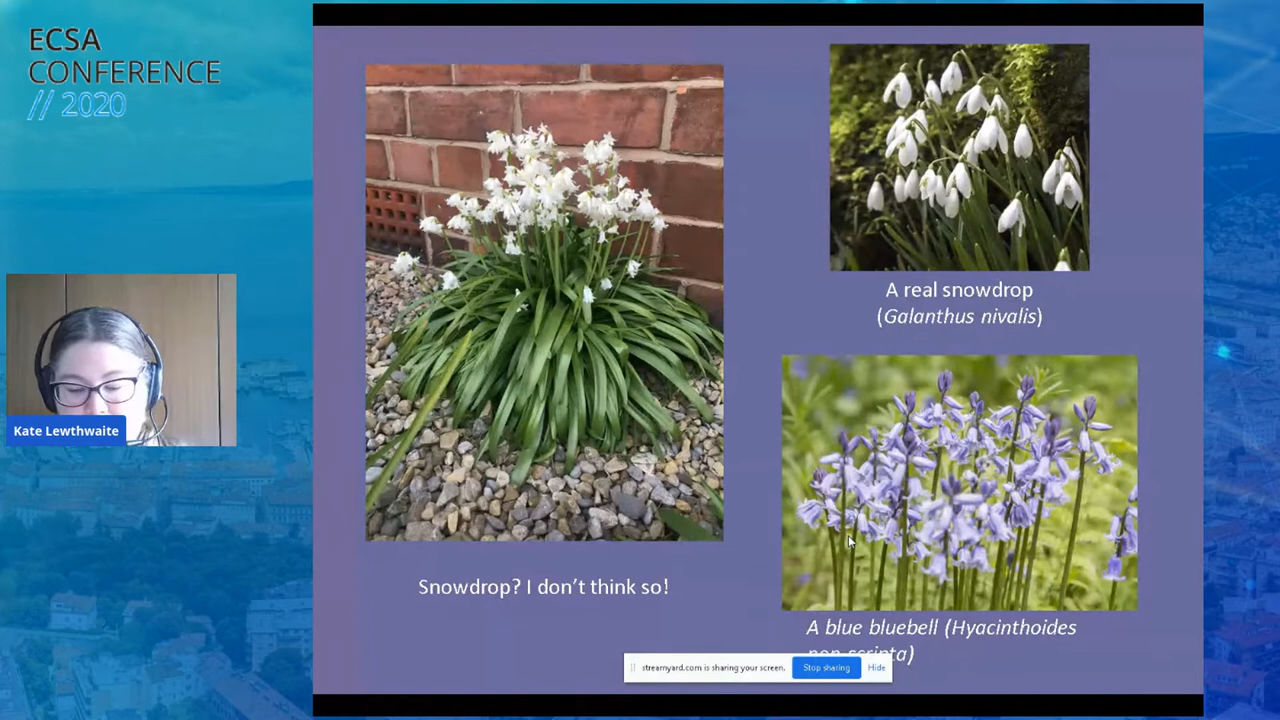 ECSA
CONFERENCE
// 2020
A real snowdrop
(Galanthus nivalis)
Kate Lewthwaite
Snowdrop? I don't think so!
A blue bluebell (Hyacinthoides
non-scripta)
streamyard.com is sharing your screen.
Stop sharing
Hide